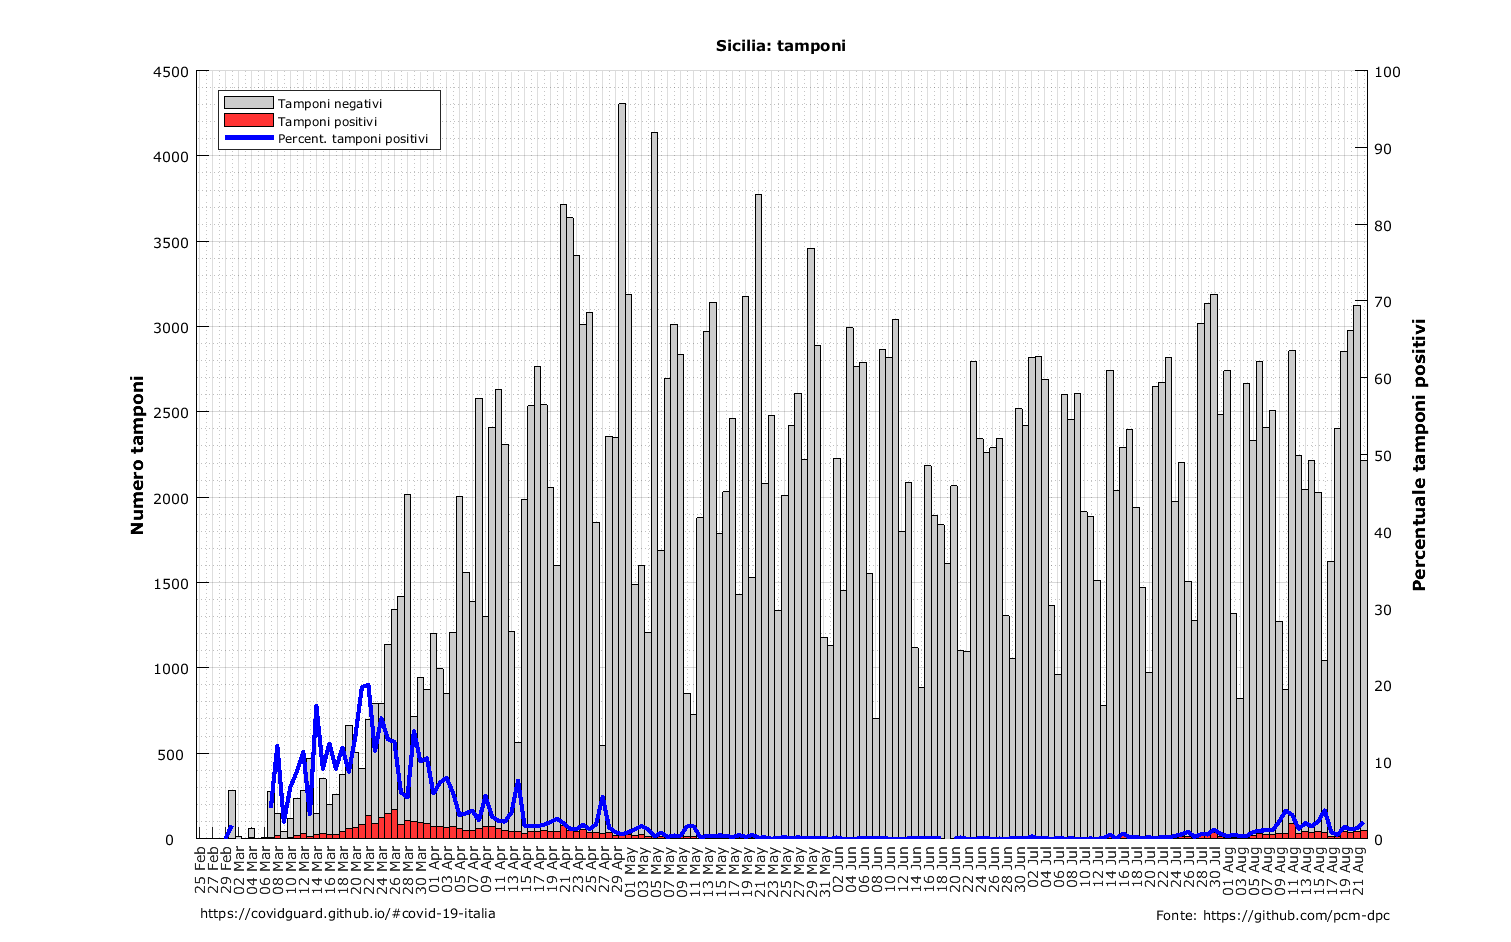 Sicilia: tamponi
Tamponi negativi
Tamponi positivi
Percent. tamponi positivi
Numero tamponi
4500
4000
3500
3000
2500
2000
1500
1000
500
0
100
90
80
70
60
50
40
30
20
10
0
Percentuale tamponi positivi
25 Feb
27 Feb
29 Feb
02 Mar
04 Mar
06 Mar
08 Mar
10 Mar
12 Mar
14 Mar
16 Mar
18 Mar
20 Mar
22 Mar
24 Mar
26 Mar
28 Mar
30 Mar
01 Apr
03 Apr
05 Apr
07 Apr
09 Apr
11 Apr
13 Apr
15 Apr
17 Apr
19 Apr
21 Apr
23 Apr
25 Apr
27 Apr
29 Apr
01 May
03 May
05 May
07 May
09 May
11 May
13 May
15 May
17 May
19 May
21 May
23 May
25 May
27 May
29 May
31 May
02 Jun
04 Jun
06 Jun
08 Jun
10 Jun
12 Jun
14 Jun
16 Jun
18 Jun
20 Jun
22 Jun
24 Jun
26 Jun
28 Jun
30 Jun
02 Jul
04 Jul
06 Jul
08 Jul
10 Jul
12 Jul
14 Jul
16 Jul
18 Jul
20 Jul
22 Jul
24 Jul
26 Jul
28 Jul
30 Jul
01 Aug
03 Aug
05 Aug
07 Aug
09 Aug
11 Aug
13 Aug
15 Aug
17 Aug
19 Aug
21 Aug
https://covidguard.github.io/#covid-19-italia
Fonte: https://github.com/pcm-dpc